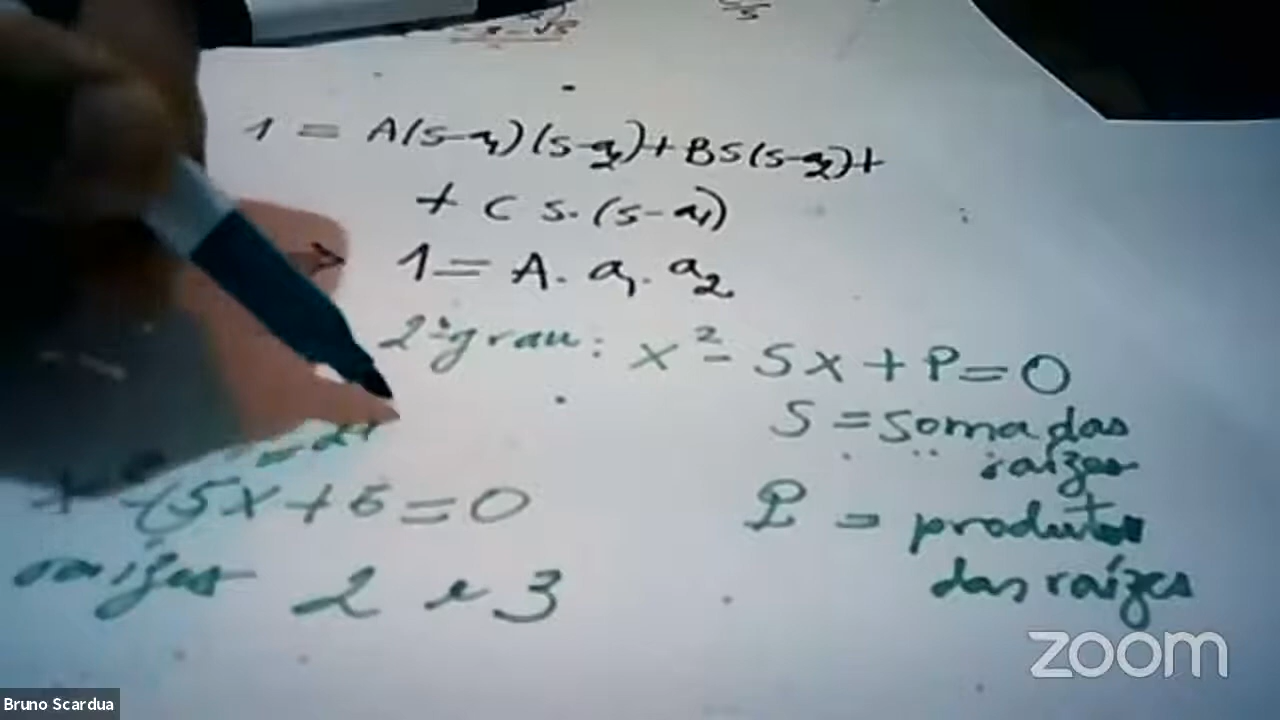 1 = A(s-a₁)(s-a₂)+BS(s-a₂)+
+ C S.(s-a₁)
1 = A. a₁. a₂
2º grau: x² - Sx + P = 0
S = soma das
raízes
-5x+6=0
P = produto
das raízes
raízes 2 e 3
zoom
Bruno Scardua